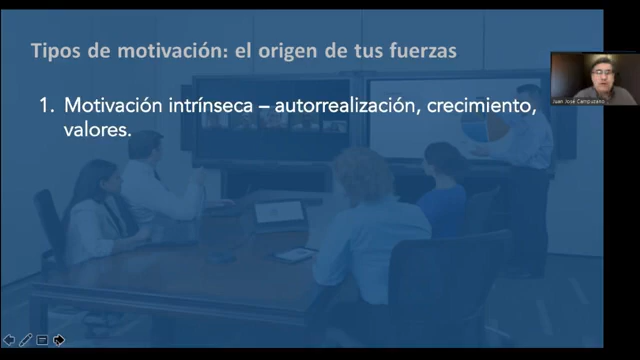 Tipos de motivación: el origen de tus fuerzas
1. Motivación intrínseca – autorrealización, crecimiento,
valores.
Juan José Campuzano